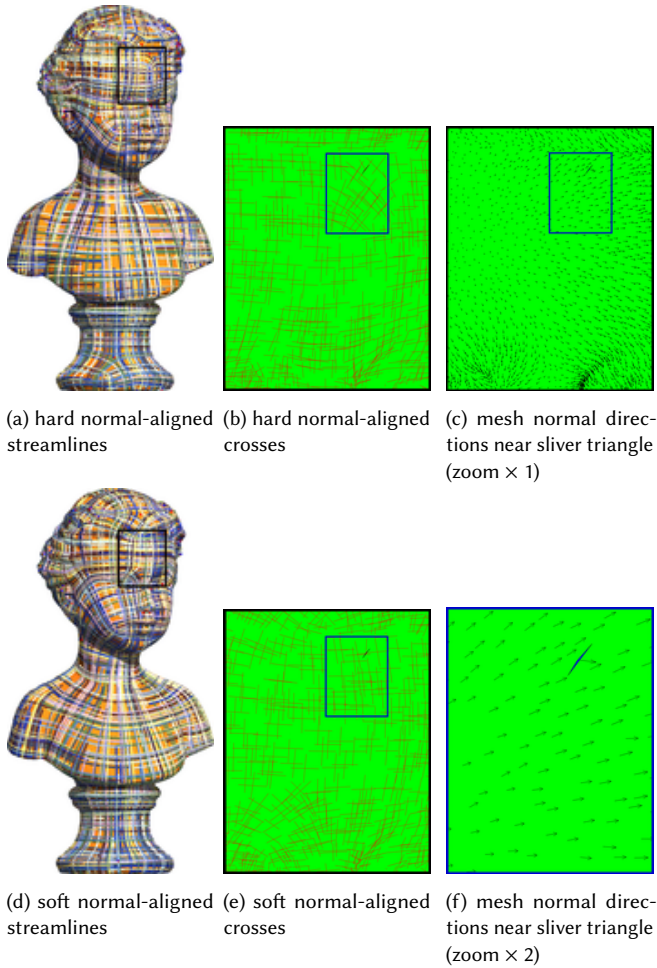 (a) hard normal-aligned
streamlines
(b) hard normal-aligned
crosses
(c) mesh normal direc-
tions near sliver triangle
(zoom × 1)
(d) soft normal-aligned
streamlines
(e) soft normal-aligned
crosses
(f) mesh normal direc-
tions near sliver triangle
(zoom × 2)